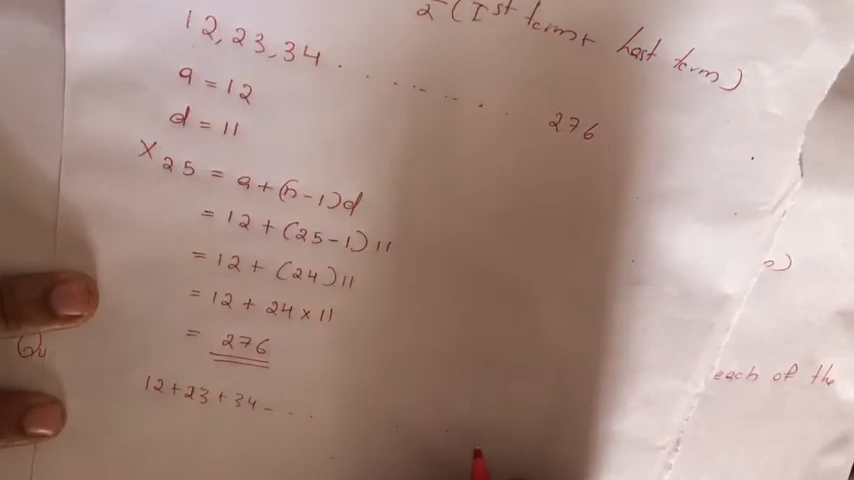 2 (Ist term+ Last term)
12, 23, 34 . . . . . . . . . . . 276
a = 12
d = 11
X25 = a+(n-1)d
= 12 + (25-1)11
= 12 + (24)11
= 12 + 24 x 11
= 276
12+23+34- . . .
each of the